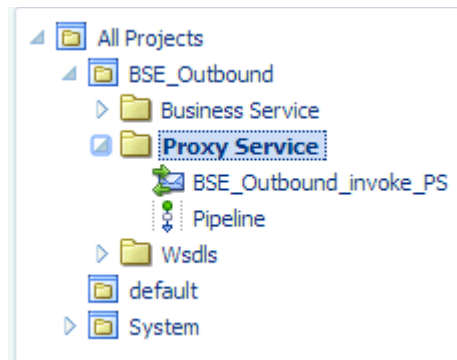 All Projects
BSE_Outbound
Business Service
Proxy Service
BSE_Outbound_invoke_PS
Pipeline
Wsdls
default
System